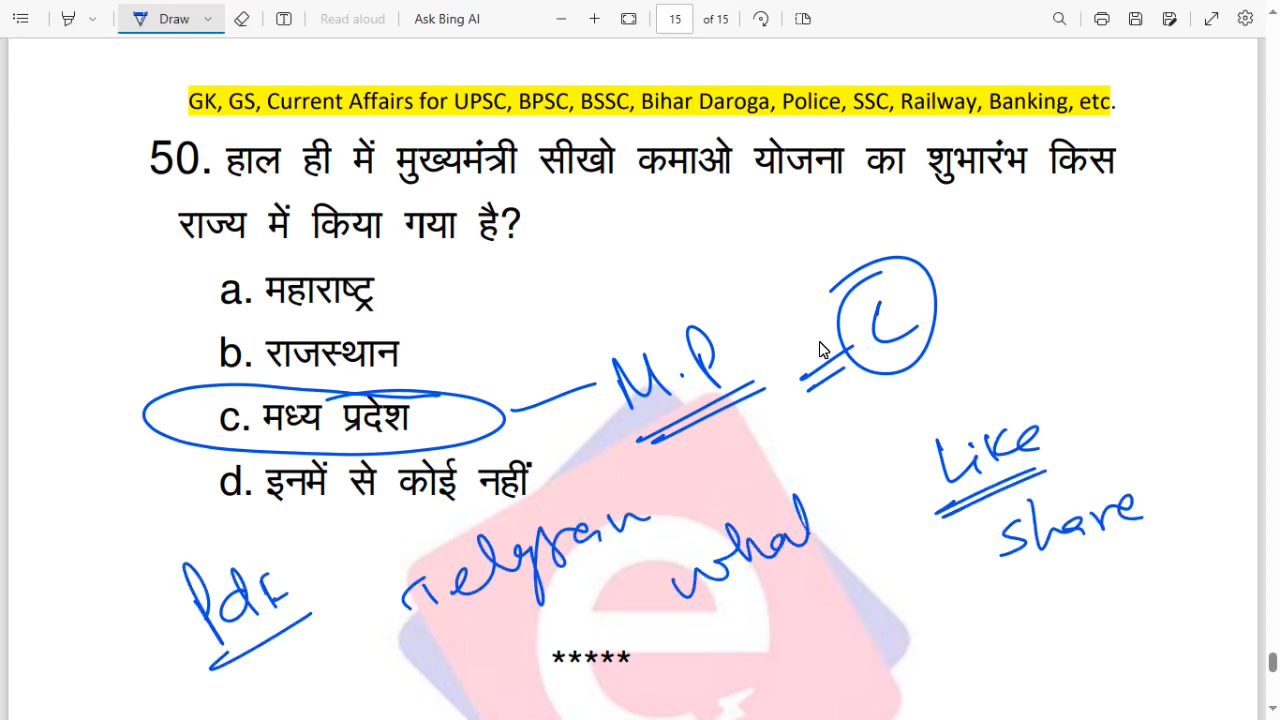 Draw
Read aloud
Ask Bing AI
15
of 15
GK, GS, Current Affairs for UPSC, BPSC, BSSC, Bihar Daroga, Police, SSC, Railway, Banking, etc.
50. हाल ही में मुख्यमंत्री सीखो कमाओ योजना का शुभारंभ किस
राज्य में किया गया है?
a. महाराष्ट्र
b. राजस्थान
c. मध्य प्रदेश
M.P
C
d. इनमें से कोई नहीं
Like
Share
Telegram
what
Pdf
*****